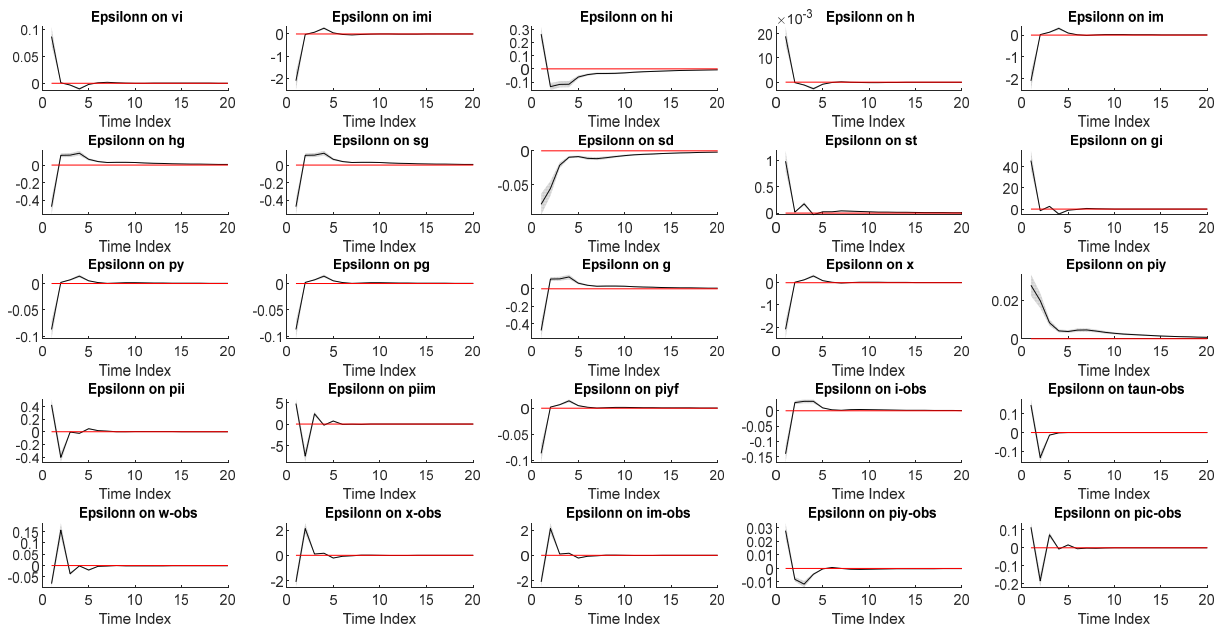 Epsilonn on vi
0.1
0.05
0
0 5 10 15 20
Time Index
Epsilonn on imi
0
-1
-2
0 5 10 15 20
Time Index
Epsilonn on hi
0.3
0.2
0.1
0
-0.1
0 5 10 15 20
Time Index
Epsilonn on h
×10⁻³
20
10
0
0 5 10 15 20
Time Index
Epsilonn on im
0
-1
-2
0 5 10 15 20
Time Index
Epsilonn on hg
0
-0.2
-0.4
0 5 10 15 20
Time Index
Epsilonn on sg
0
-0.2
-0.4
0 5 10 15 20
Time Index
Epsilonn on sd
0
-0.05
0 5 10 15 20
Time Index
Epsilonn on st
1
0.5
0
0 5 10 15 20
Time Index
Epsilonn on gi
40
20
0
0 5 10 15 20
Time Index
Epsilonn on py
0
-0.05
-0.1
0 5 10 15 20
Time Index
Epsilonn on pg
0
-0.05
-0.1
0 5 10 15 20
Time Index
Epsilonn on g
0
-0.2
-0.4
0 5 10 15 20
Time Index
Epsilonn on x
0
-1
-2
0 5 10 15 20
Time Index
Epsilonn on piy
0.02
0
0 5 10 15 20
Time Index
Epsilonn on pii
0.4
0.2
0
-0.2
-0.4
0 5 10 15 20
Time Index
Epsilonn on piim
5
0
-5
0 5 10 15 20
Time Index
Epsilonn on piyf
0
-0.05
-0.1
0 5 10 15 20
Time Index
Epsilonn on i-obs
0
-0.05
-0.1
-0.15
0 5 10 15 20
Time Index
Epsilonn on taun-obs
0.1
0
-0.1
0 5 10 15 20
Time Index
Epsilonn on w-obs
0.15
0.1
0.05
0
-0.05
0 5 10 15 20
Time Index
Epsilonn on x-obs
2
0
-2
0 5 10 15 20
Time Index
Epsilonn on im-obs
2
0
-2
0 5 10 15 20
Time Index
Epsilonn on piy-obs
0.03
0.02
0.01
0
-0.01
0 5 10 15 20
Time Index
Epsilonn on pic-obs
0.1
0
-0.1
-0.2
0 5 10 15 20
Time Index